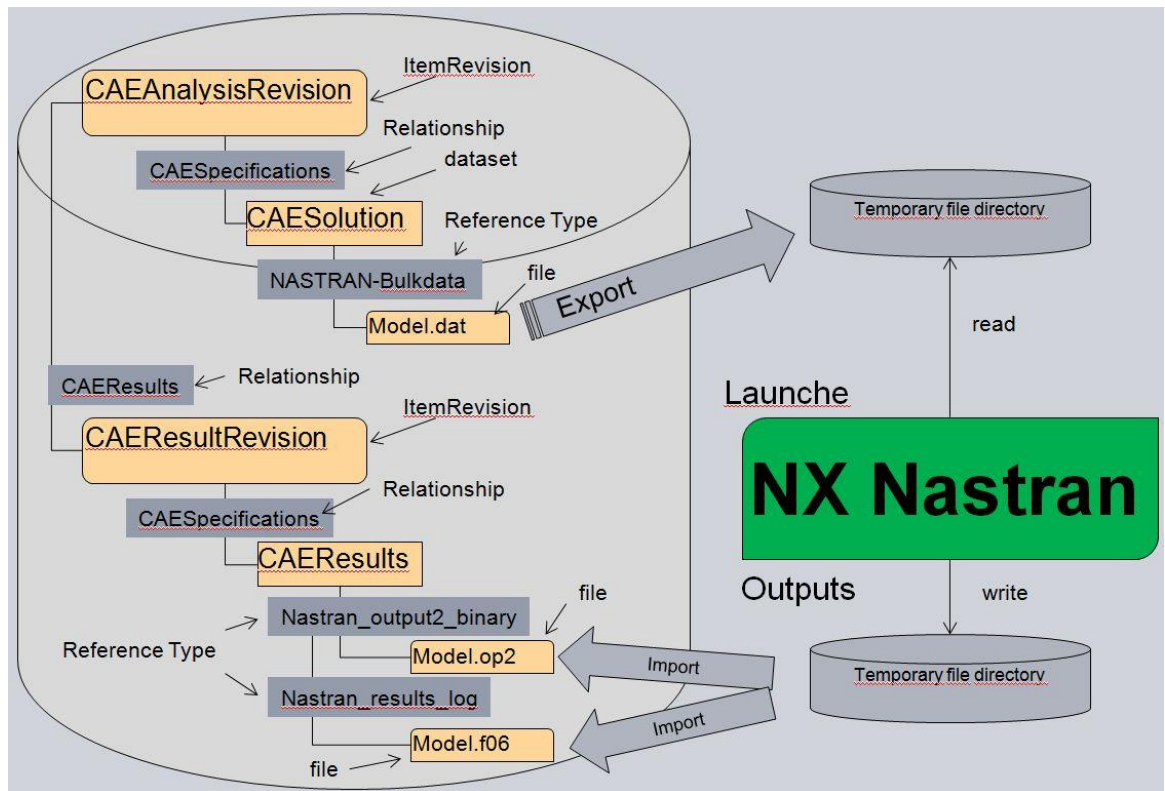 CAEAnalysisRevision
ItemRevision
Relationship
CAESpecifications
dataset
CAESolution
Reference Type
NASTRAN-Bulkdata
file
Model.dat
Export
Temporary file directory
read
CAEResults
Relationship
Launche
ItemRevision
CAEResultRevision
NX Nastran
Relationship
CAESpecifications
CAEResults
Outputs
write
Nastran_output2_binary
file
Reference Type
Model.op2
Import
Temporary file directory
Nastran_results_log
Import
Model.f06
file